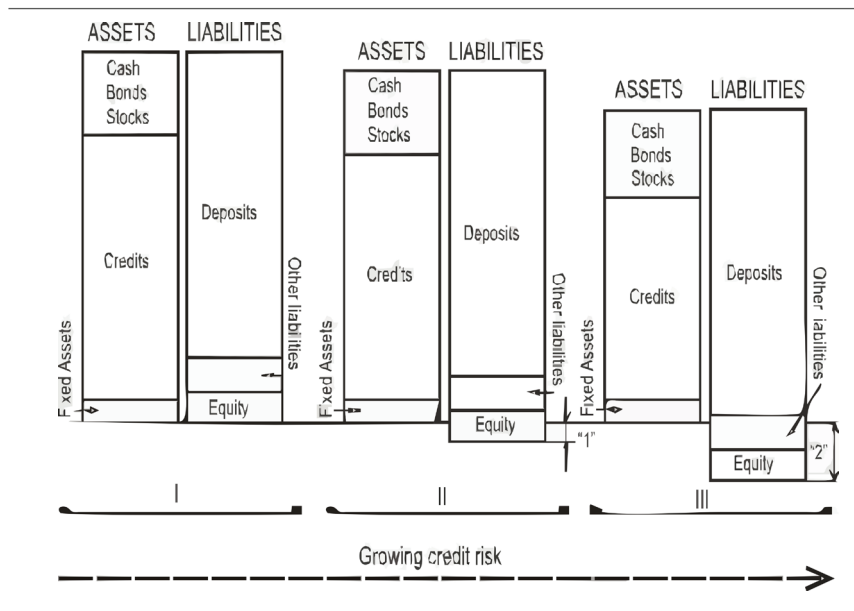 ASSETS LIABILITIES
Cash
Bonds
Stocks
Deposits
Credits
Other liabilities
Fixed Assets
Equity
I
ASSETS LIABILITIES
Cash
Bonds
Stocks
Deposits
Credits
Other liabilities
Fixed Assets
Equity
"1"
II
ASSETS LIABILITIES
Cash
Bonds
Stocks
Deposits
Credits
Other iabilities
Fixed Assets
"2"
Equity
III
Growing credit risk